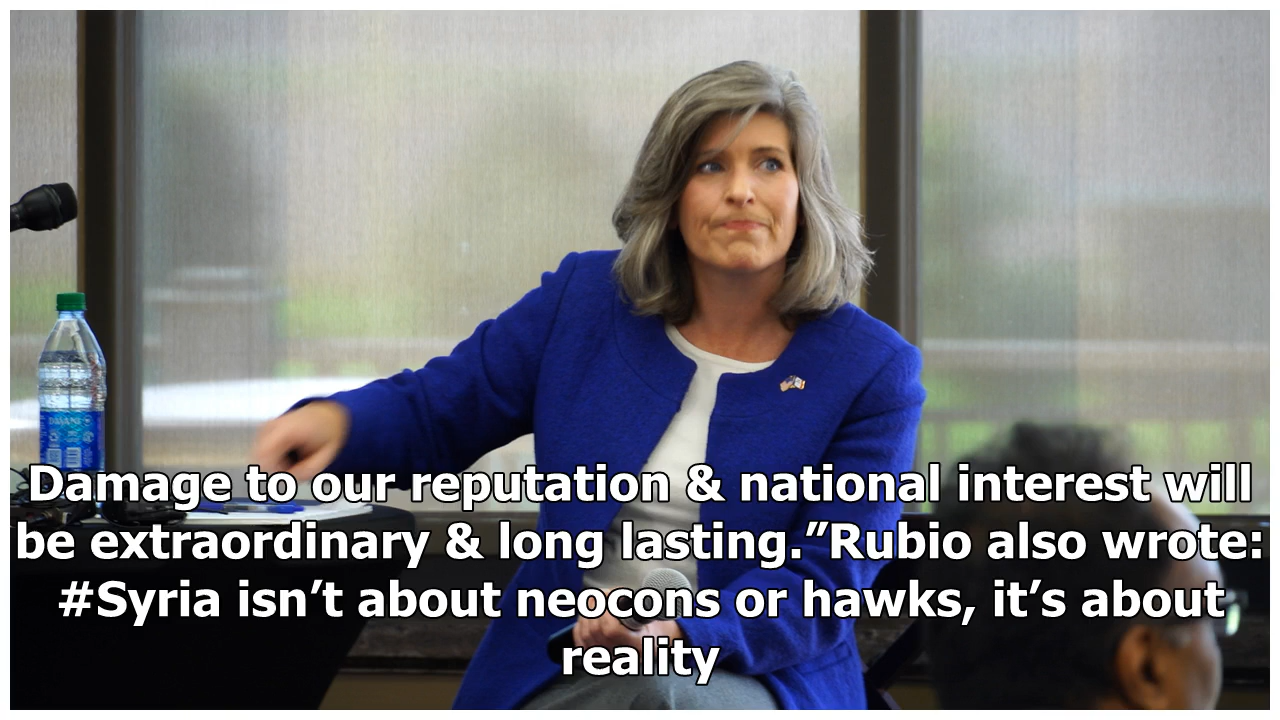 DASANI
Damage to our reputation & national interest will
be extraordinary & long lasting.”Rubio also wrote:
#Syria isn’t about neocons or hawks, it’s about
reality